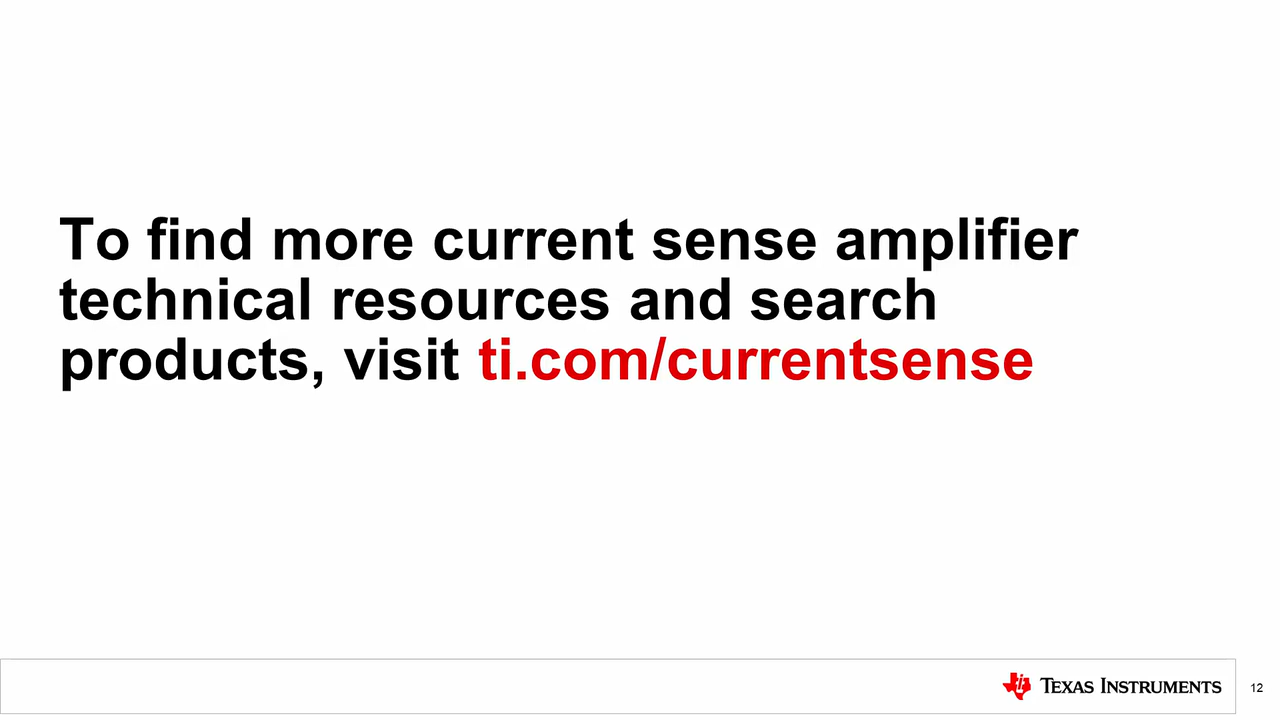 To find more current sense amplifier
technical resources and search
products, visit ti.com/currentsense
Texas Instruments
12